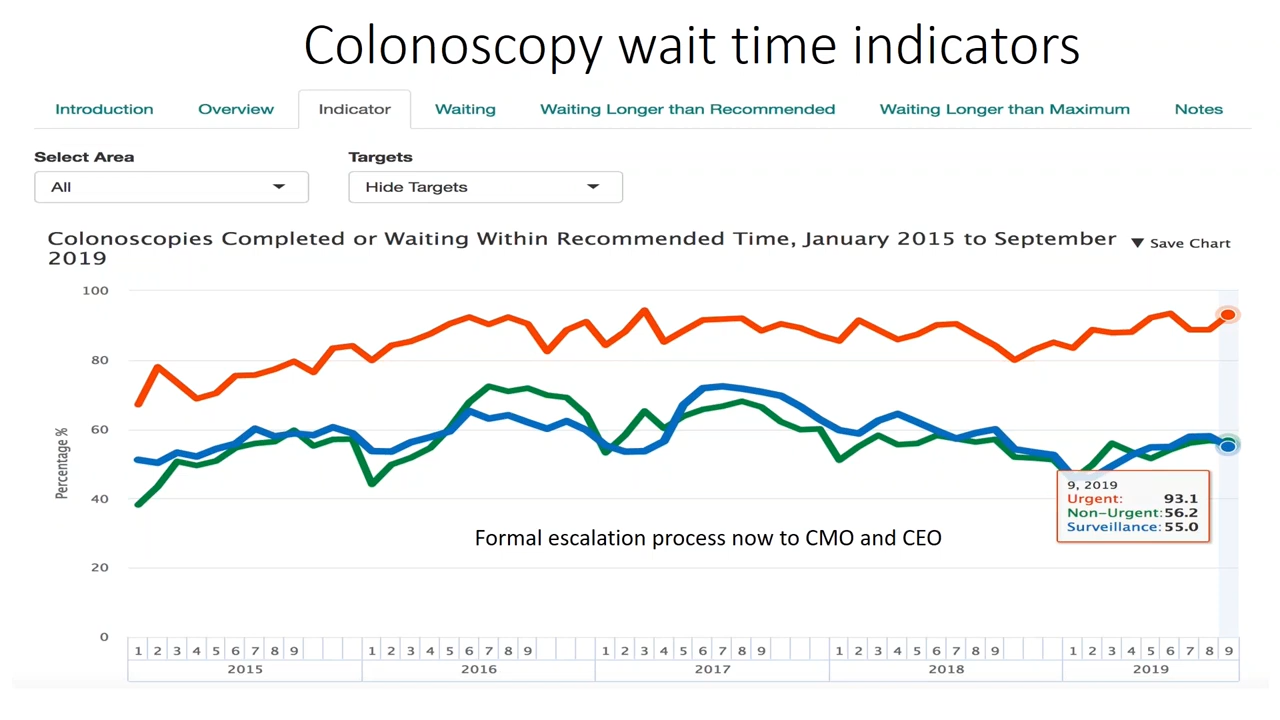 Colonoscopy wait time indicators
Introduction Overview Indicator Waiting Waiting Longer than Recommended Waiting Longer than Maximum Notes
Select Area Targets
All Hide Targets
Colonoscopies Completed or Waiting Within Recommended Time, January 2015 to September
2019
▼ Save Chart
100
80
60
40
20
0
Percentage %
9, 2019
Urgent: 93.1
Non-Urgent: 56.2
Surveillance: 55.0
Formal escalation process now to CMO and CEO
1 2 3 4 5 6 7 8 9 1 2 3 4 5 6 7 8 9 1 2 3 4 5 6 7 8 9 1 2 3 4 5 6 7 8 9 1 2 3 4 5 6 7 8 9
2015 2016 2017 2018 2019